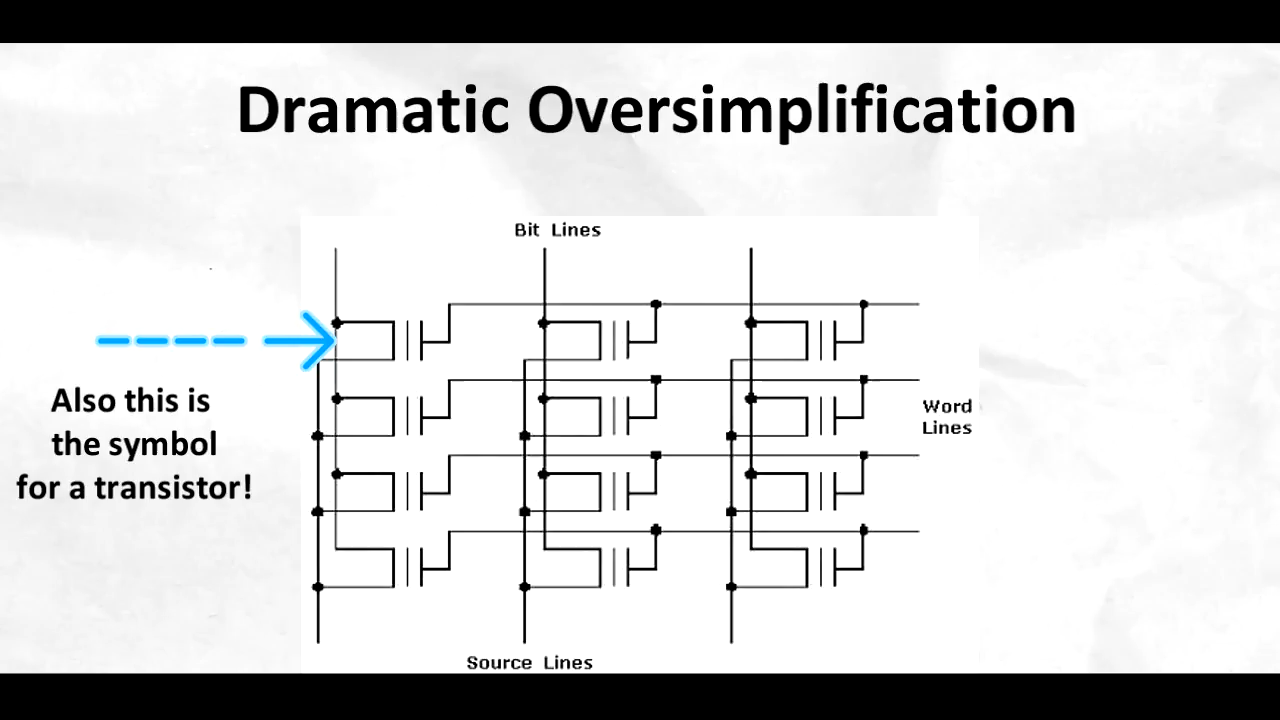 Dramatic Oversimplification
Bit Lines
Also this is
the symbol
for a transistor!
Word
Lines
Source Lines